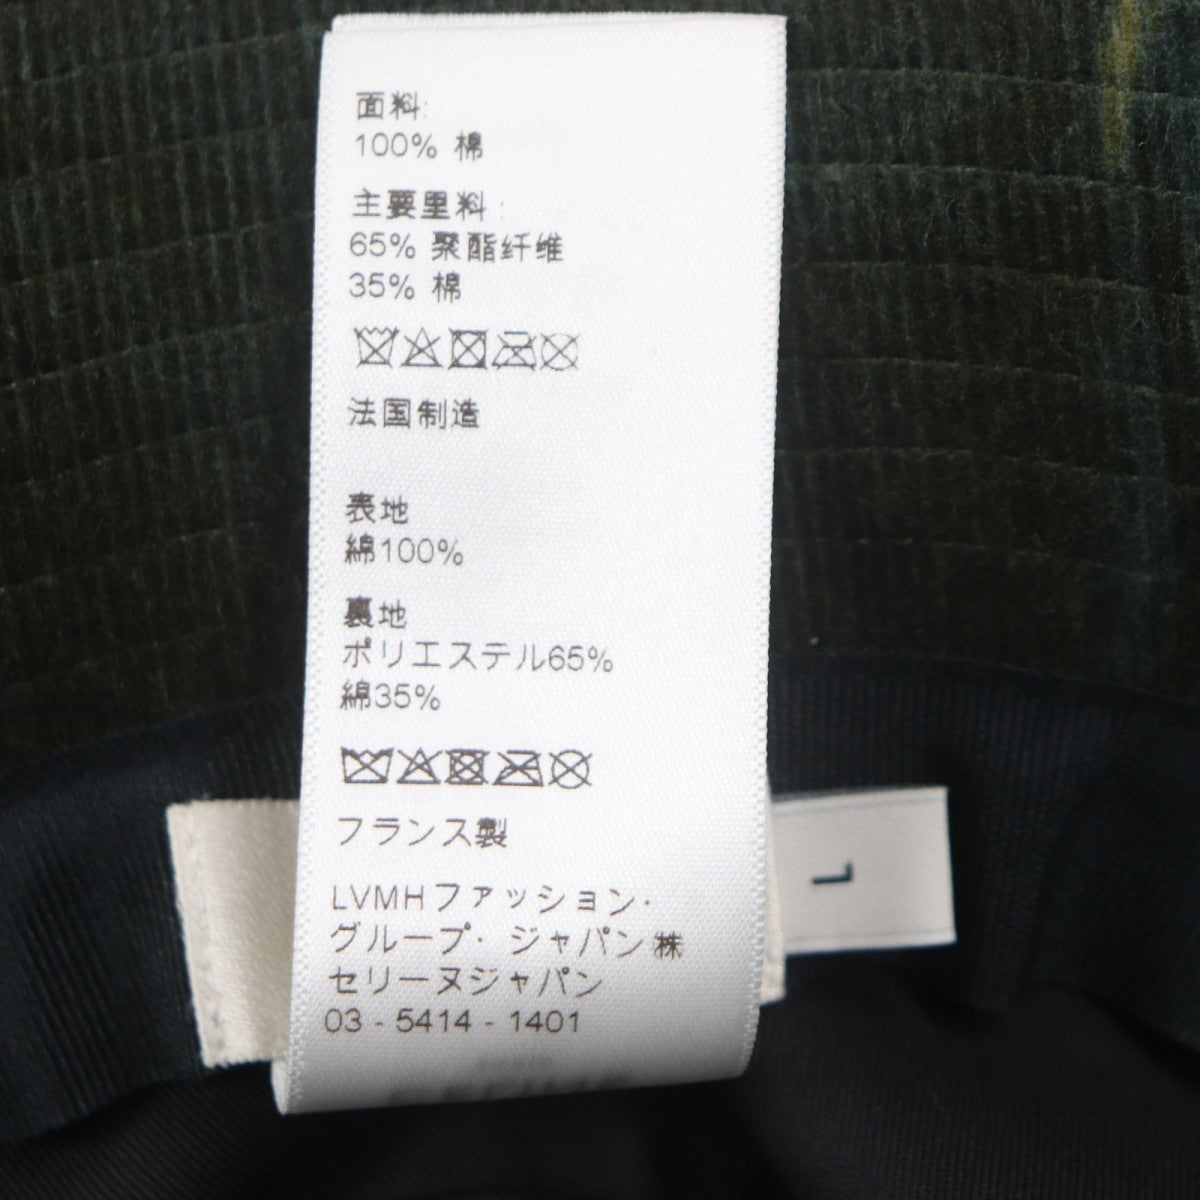 面料:
100% 棉
主要里料:
65% 聚酯纤维
35% 棉
法国制造
表地
綿100%
裏地
ポリエステル65%
綿35%
フランス製
LVMHファッション・
グループ・ジャパン㈱
セリーヌジャパン
03 - 5414 - 1401
L